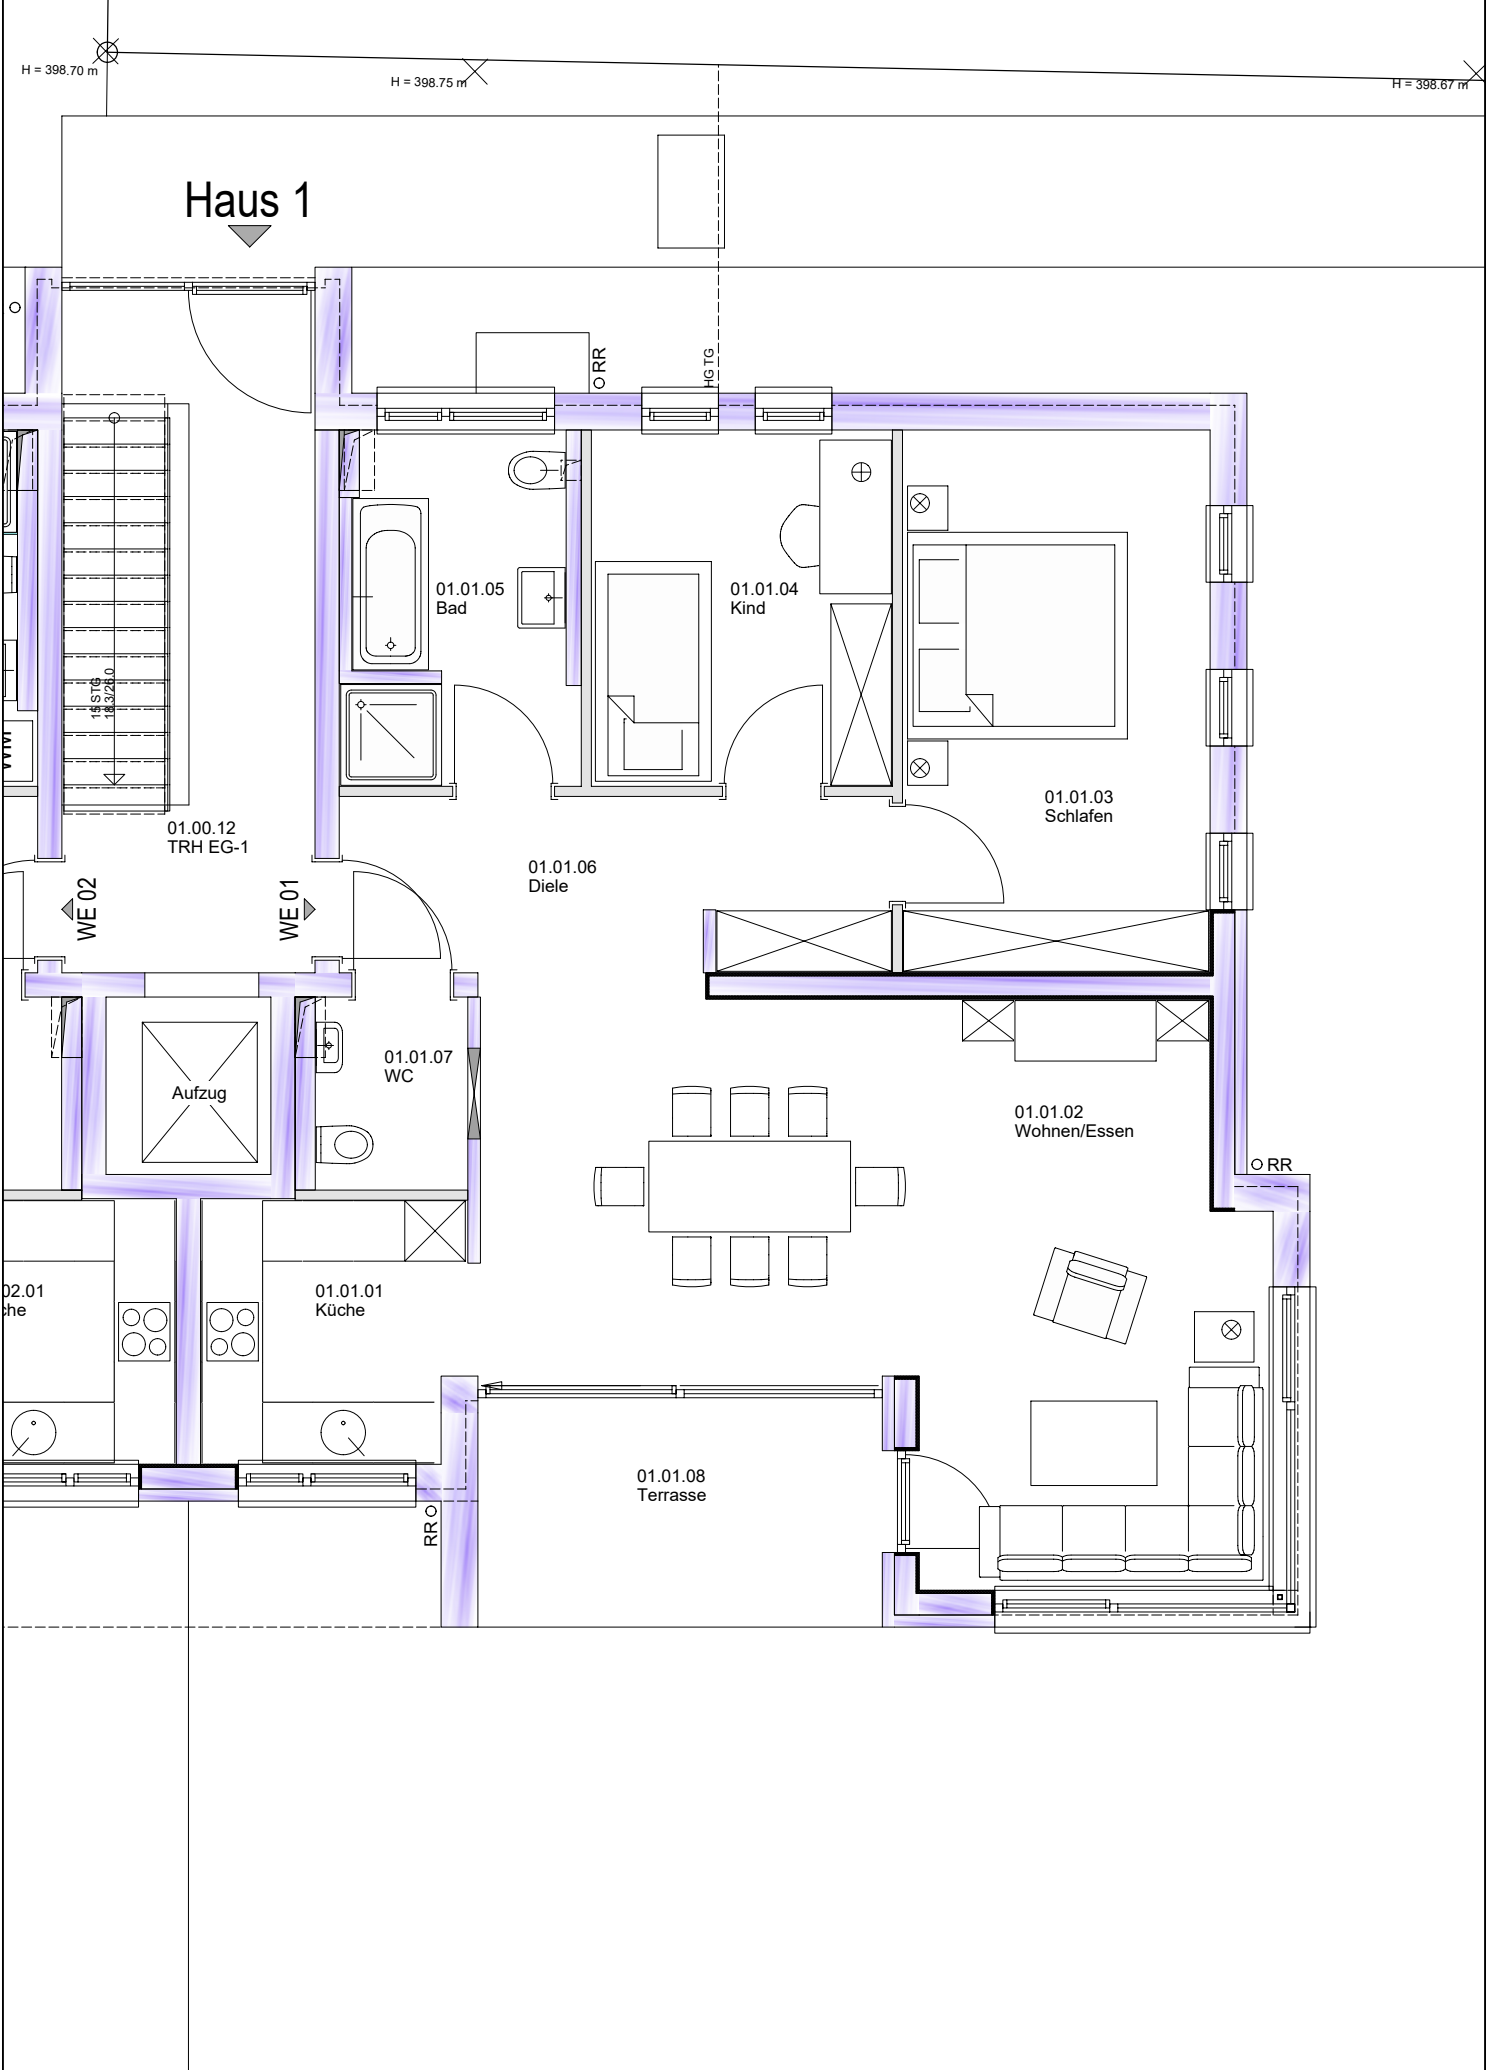 H = 398.70 m
H = 398.75 m
H = 398.67 m
Haus 1
RR
HG TG
01.01.05
Bad
01.01.04
Kind
15 STG
18.3/26.0
WM
01.01.03
Schlafen
01.00.12
TRH EG-1
01.01.06
Diele
WE 02
WE 01
01.01.07
WC
Aufzug
01.01.02
Wohnen/Essen
RR
02.01
che
01.01.01
Küche
01.01.08
Terrasse
RR